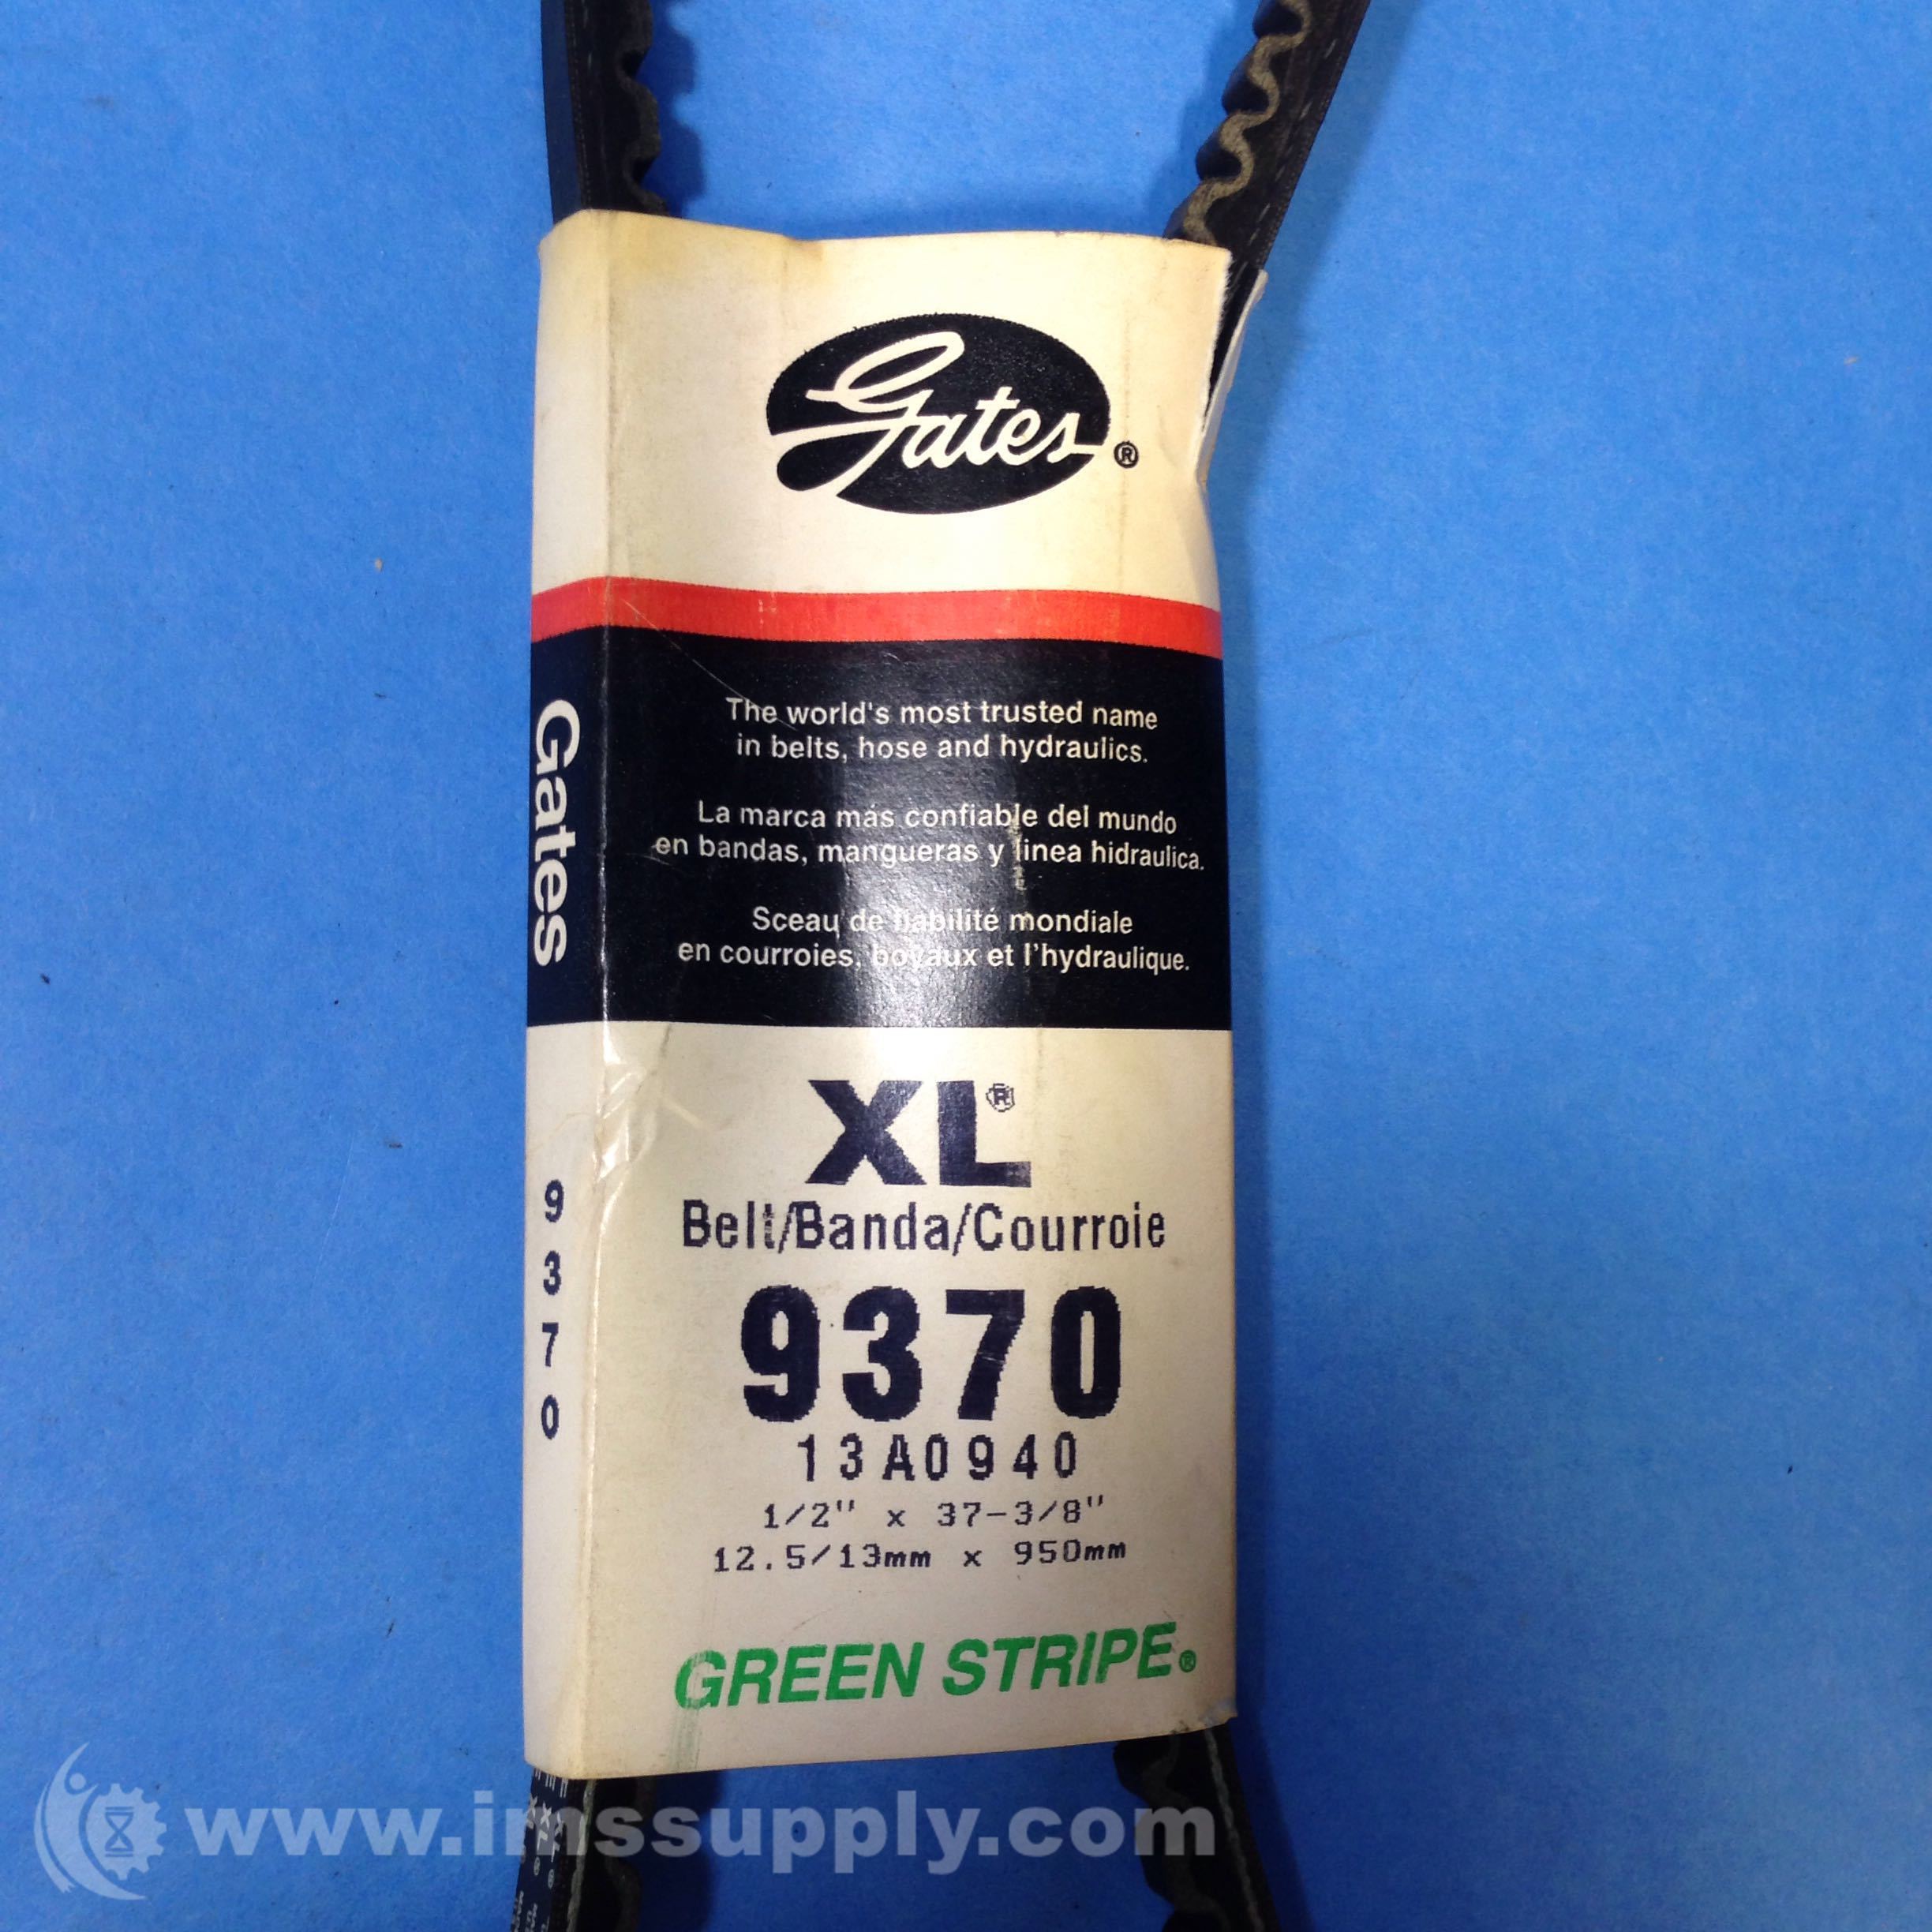 Gates®
The world's most trusted name
in belts, hose and hydraulics.
La marca más confiable del mundo
en bandas, mangueras y linea hidraulica.
Sceau de fiabilité mondiale
en courroies, boyaux et l'hydraulique.
Gates
XL®
Belt/Banda/Courroie
9370
9370
13A0940
1/2" x 37-3/8"
12.5/13mm x 950mm
GREEN STRIPE®
www.imssupply.com